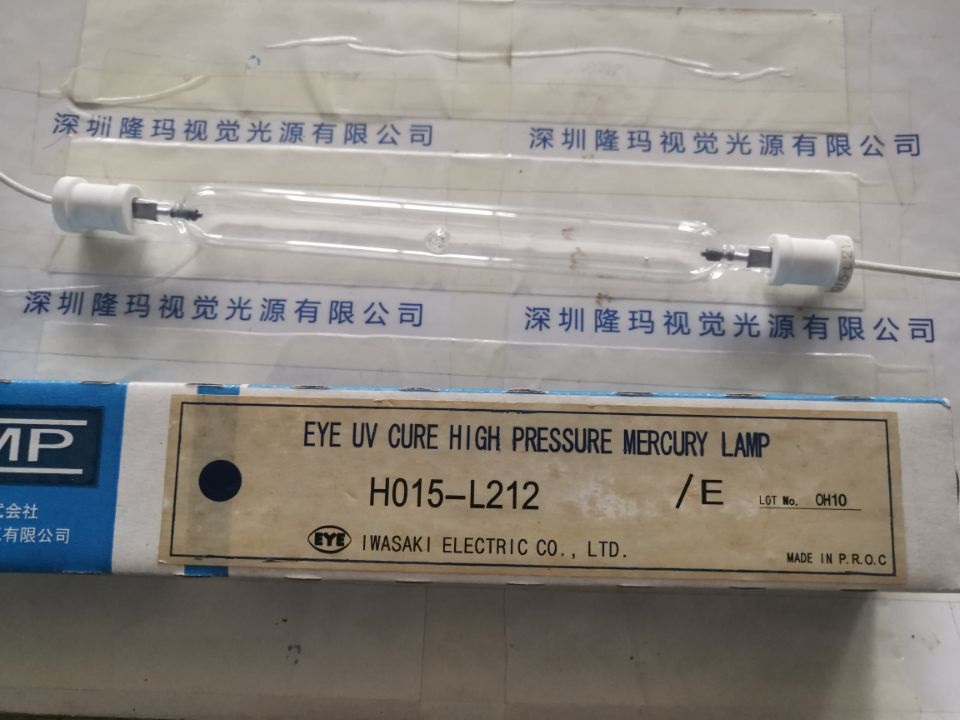 深圳隆玛视觉光源有限公司
深圳隆玛视觉光源有限公司
深圳隆玛视觉光源有限公司
深圳隆玛视觉光源有限公司
MP
式会社
有限公司
EYE UV CURE HIGH PRESSURE MERCURY LAMP
H015-L212 /E LOT No. OH10
EYE IWASAKI ELECTRIC CO., LTD.
MADE IN P.R.O.C